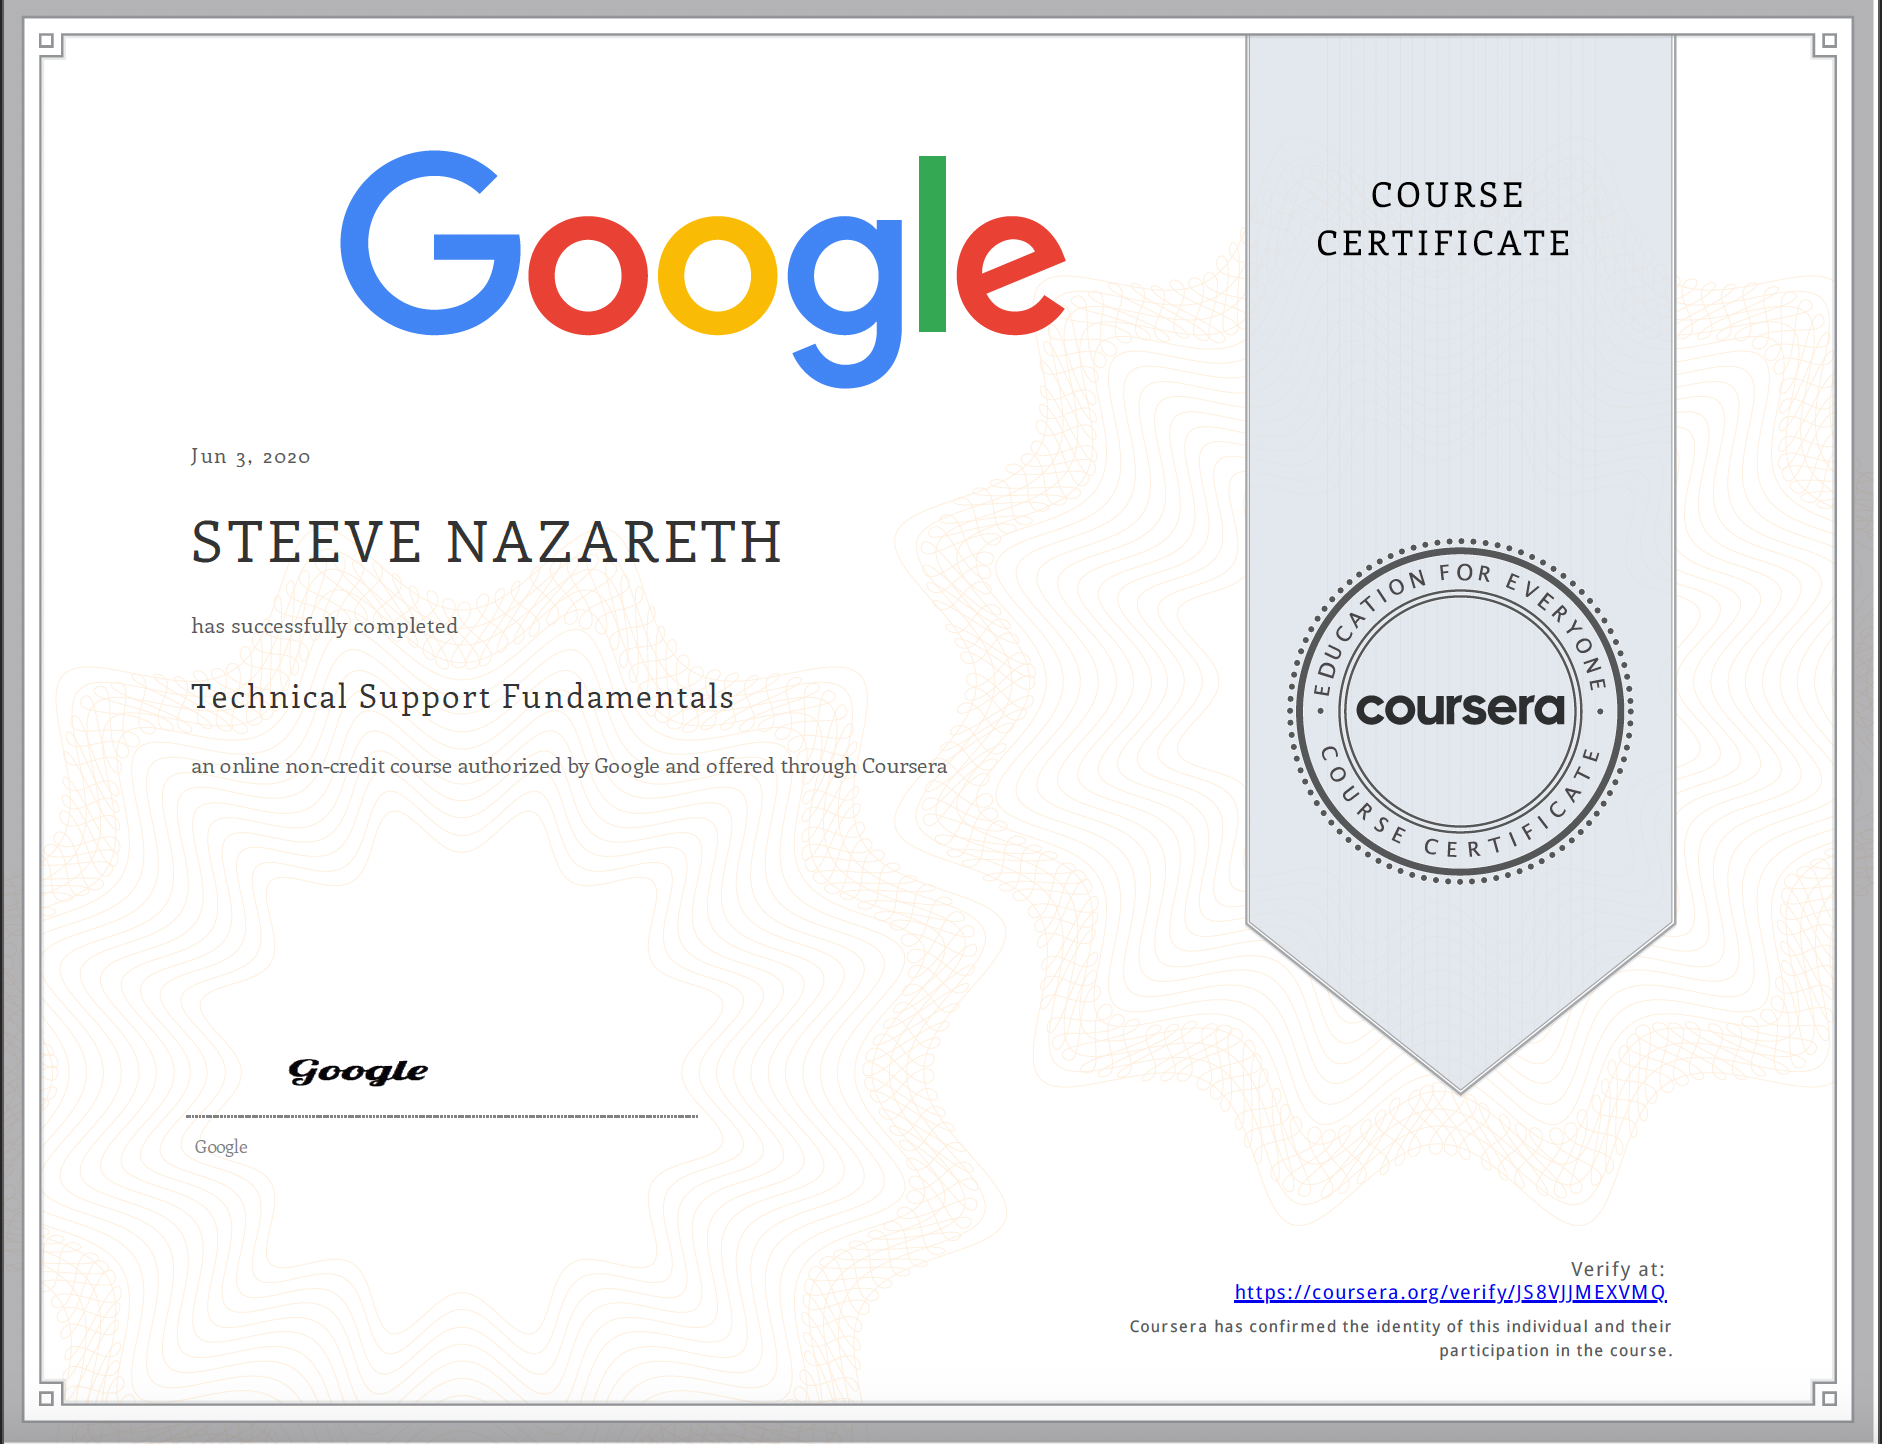 Google
COURSE
CERTIFICATE
Jun 3, 2020
STEEVE NAZARETH
has successfully completed
Technical Support Fundamentals
an online non-credit course authorized by Google and offered through Coursera
EDUCATION FOR EVERYONE
coursera
COURSE CERTIFICATE
Google
Google
Verify at:
https://coursera.org/verify/JS8VJJMEXVMQ
Coursera has confirmed the identity of this individual and their
participation in the course.